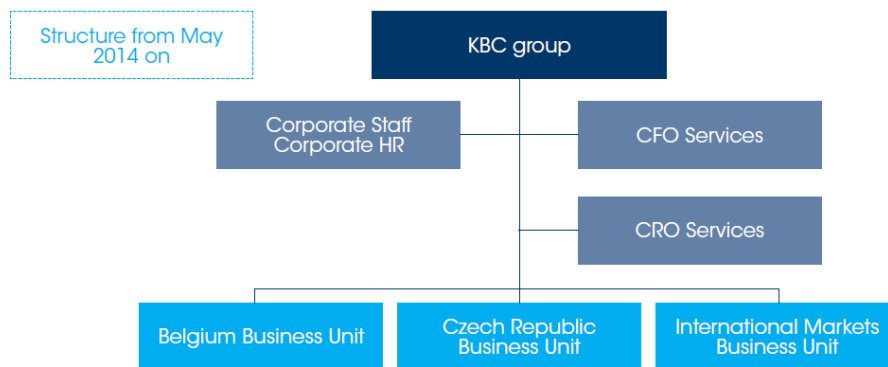 Structure from May
2014 on
KBC group
Corporate Staff
Corporate HR
CFO Services
CRO Services
Belgium Business Unit
Czech Republic
Business Unit
International Markets
Business Unit